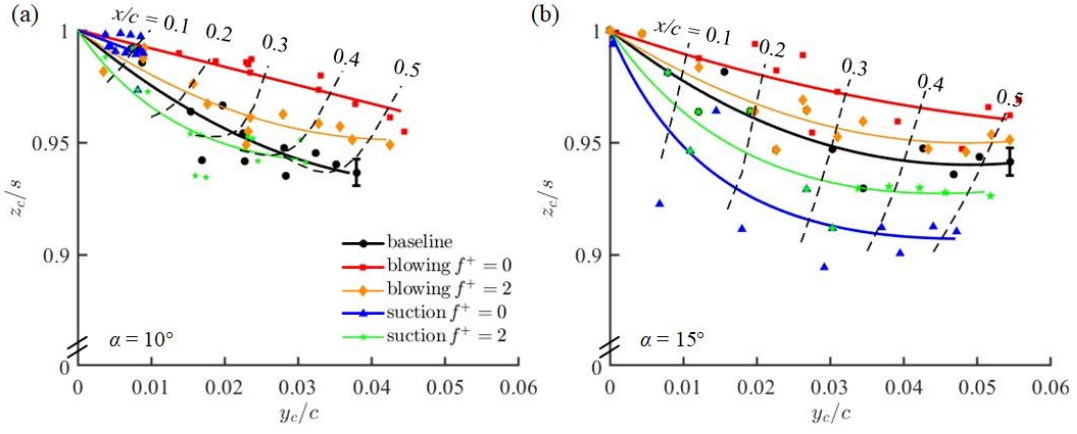 (a)
x/c = 0.1
0.2
0.3
0.4
0.5
1
0.95
0.9
0
z_c/s
baseline
blowing f⁺ = 0
blowing f⁺ = 2
suction f⁺ = 0
suction f⁺ = 2
α = 10°
0
0.01
0.02
0.03
0.04
0.05
0.06
y_c/c
(b)
x/c = 0.1
0.2
0.3
0.4
0.5
1
0.95
0.9
0
z_c/s
α = 15°
0
0.01
0.02
0.03
0.04
0.05
0.06
y_c/c